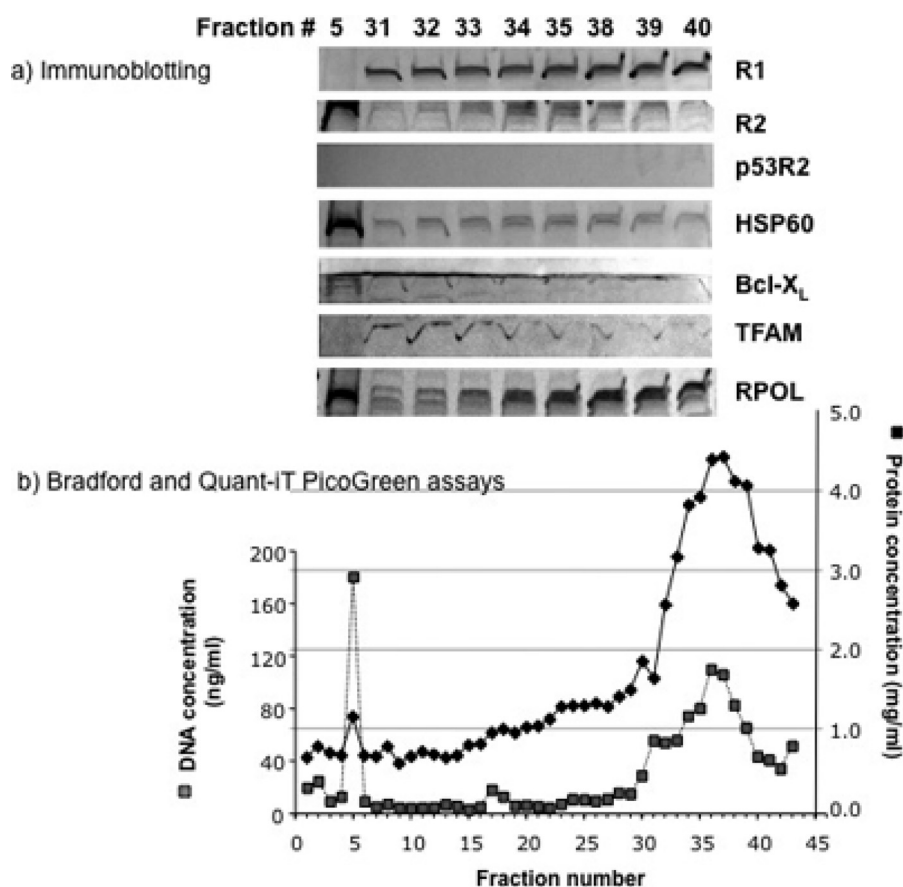 Fraction # 5 31 32 33 34 35 38 39 40
a) Immunoblotting
R1
R2
p53R2
HSP60
Bcl-XL
TFAM
RPOL
b) Bradford and Quant-iT PicoGreen assays
5.0
4.0
3.0
2.0
1.0
0.0
Protein concentration (mg/ml)
200
160
120
80
40
0
DNA concentration
(ng/ml)
0 5 10 15 20 25 30 35 40 45
Fraction number